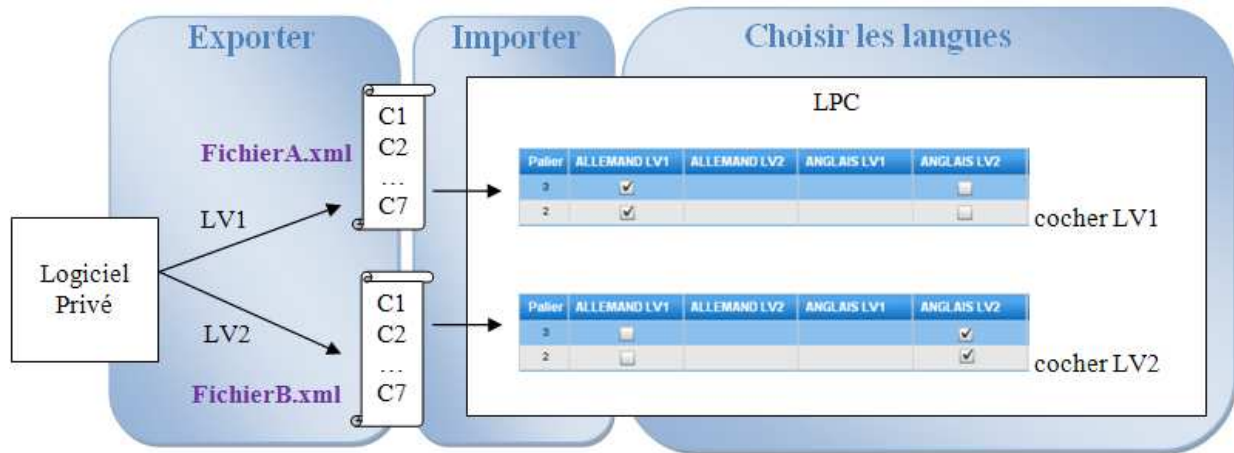 Exporter
Importer
Choisir les langues
LPC
C1
C2
...
C7
FichierA.xml
LV1
Palier ALLEMAND LV1 ALLEMAND LV2 ANGLAIS LV1 ANGLAIS LV2
3
2
cocher LV1
Logiciel
Privé
LV2
C1
C2
...
C7
FichierB.xml
Palier ALLEMAND LV1 ALLEMAND LV2 ANGLAIS LV1 ANGLAIS LV2
3
2
cocher LV2